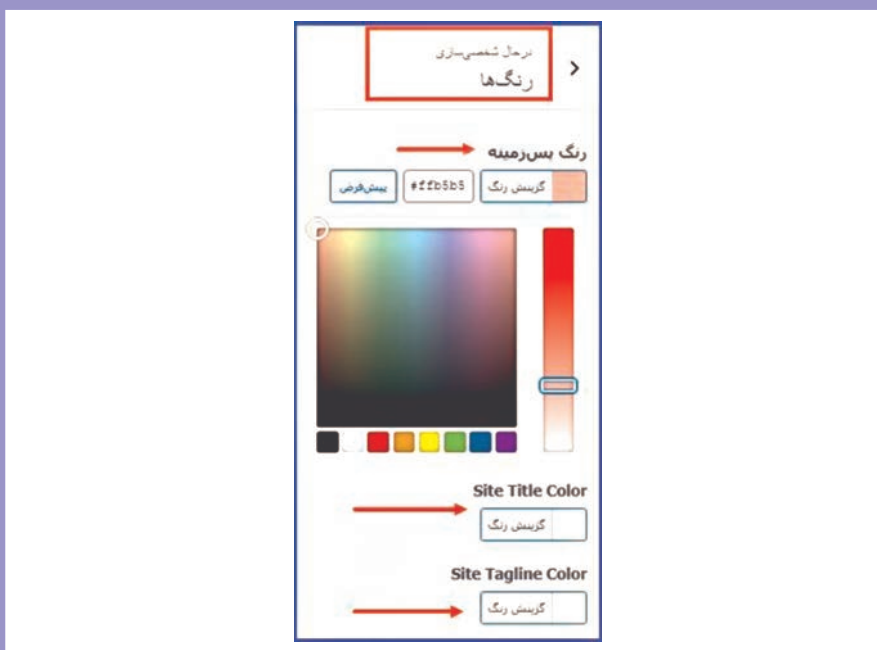 درحال شخصی‌سازی
رنگ‌ها
رنگ پس‌زمینه
گزینش رنگ #ffb5b5 پیش‌فرض
Site Title Color
گزینش رنگ
Site Tagline Color
گزینش رنگ